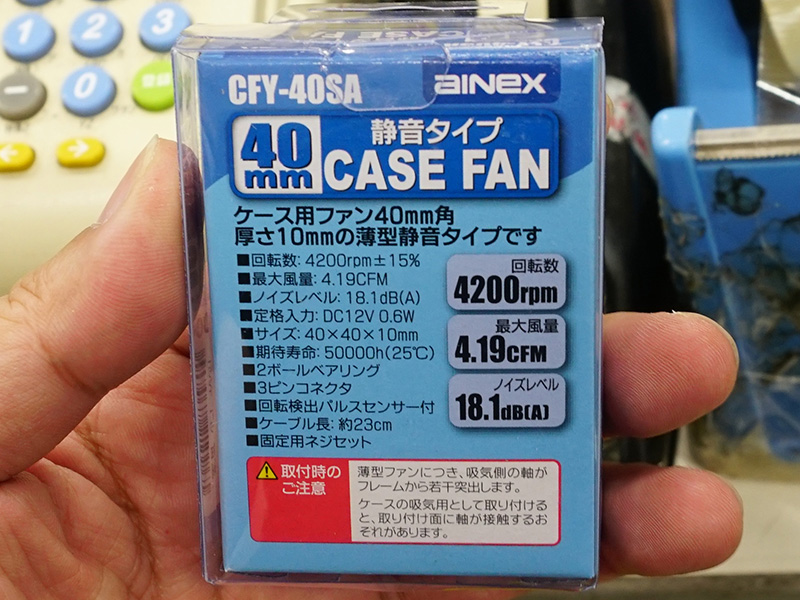 1 2 3
0
CFY-40SA
AINEX
40mm
静音タイプ
CASE FAN
ケース用ファン40mm角
厚さ10mmの薄型静音タイプです
■回転数: 4200rpm±15%
■最大風量: 4.19CFM
■ノイズレベル: 18.1dB(A)
■定格入力: DC12V 0.6W
■サイズ: 40×40×10mm
■期待寿命: 50000h(25℃)
■2ボールベアリング
■3ピンコネクタ
■回転検出パルスセンサー付
■ケーブル長: 約23cm
■固定用ネジセット
回転数
4200rpm
最大風量
4.19CFM
ノイズレベル
18.1dB(A)
取付時の
ご注意
薄型ファンにつき、吸気側の軸が
フレームから若干突出します。
ケースの吸気用として取り付ける
と、取り付け面に軸が接触するお
それがあります。